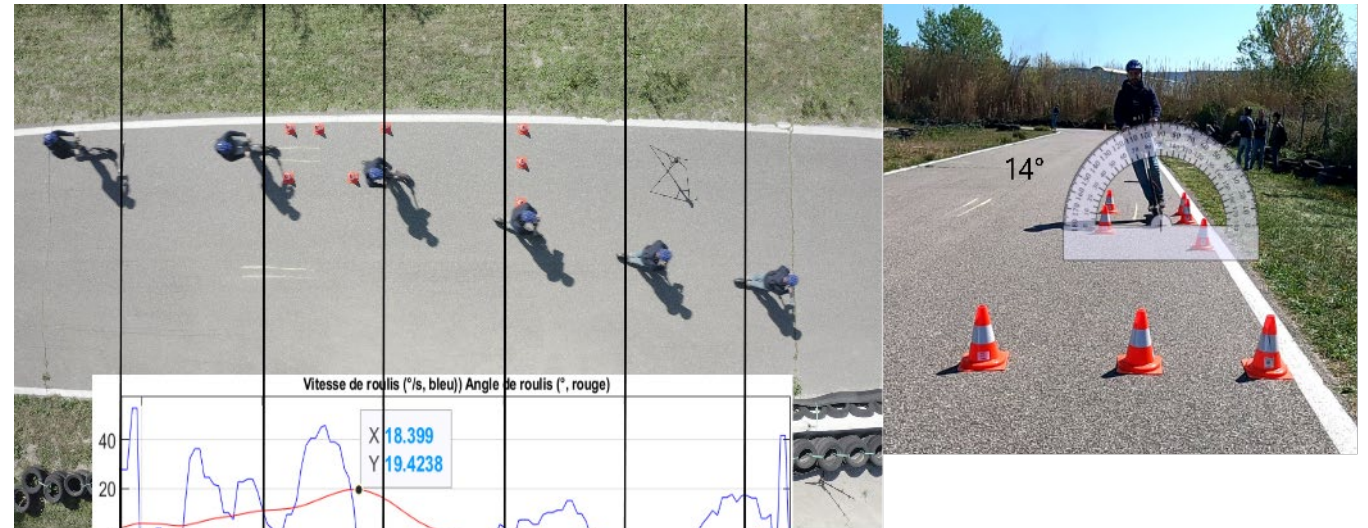 14°
Vitesse de roulis (°/s, bleu)) Angle de roulis (°, rouge)
X 18.399
Y 19.4238
40
20